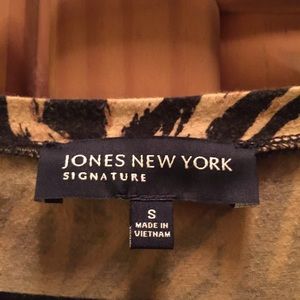 JONES NEW YORK
SIGNATURE
S
MADE IN
VIETNAM